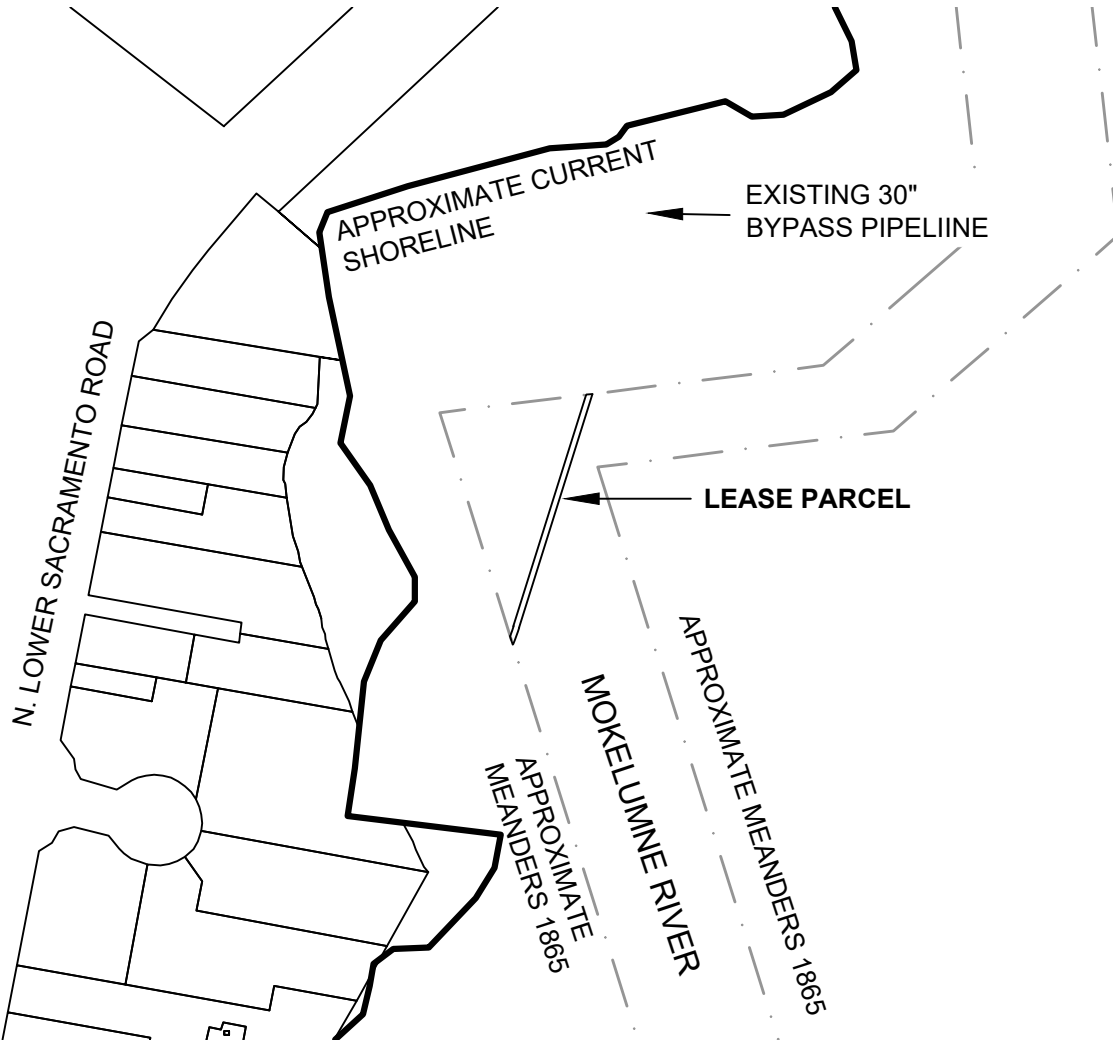 APPROXIMATE CURRENT
SHORELINE
EXISTING 30"
BYPASS PIPELIINE
N. LOWER SACRAMENTO ROAD
LEASE PARCEL
APPROXIMATE
MEANDERS 1865
MOKELUMNE RIVER
APPROXIMATE MEANDERS 1865